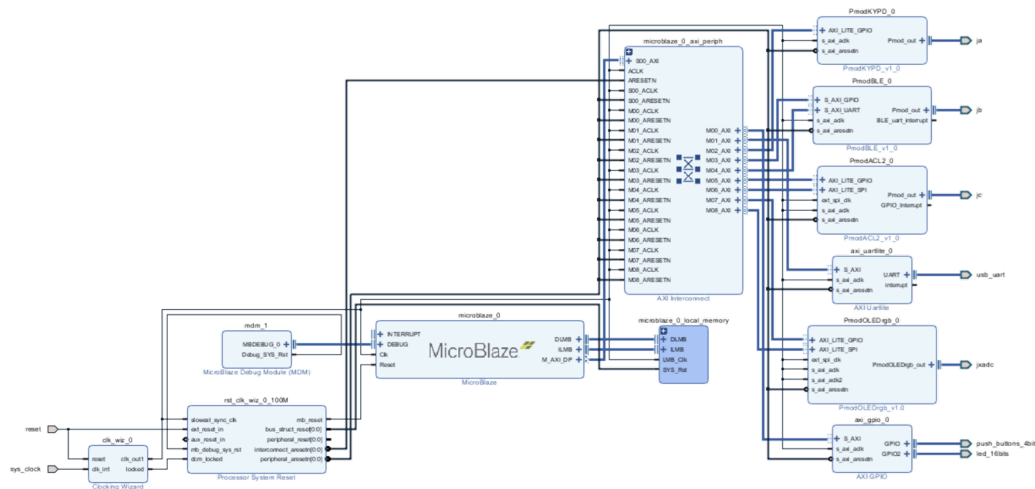 PmodKYPD_0
AXI_LITE_GPIO
s_axi_aclk
s_axi_aresetn
Pmod_out
ja
PmodKYPD_v1_0
PmodBLE_0
S_AXI_GPIO
S_AXI_UART
s_axi_aclk
s_axi_aresetn
Pmod_out
BLE_uart_interrupt
jb
PmodBLE_v1_0
PmodACL2_0
AXI_LITE_GPIO
AXI_LITE_SPI
ext_spi_clk
s_axi_aclk
s_axi_aresetn
Pmod_out
GPIO_Interrupt
jc
PmodACL2_v1_0
axi_uartlite_0
S_AXI
s_axi_aclk
s_axi_aresetn
UART
interrupt
usb_uart
AXI Uartlite
PmodOLEDrgb_0
AXI_LITE_GPIO
AXI_LITE_SPI
ext_spi_clk
s_axi_aclk
s_axi_aclk2
s_axi_aresetn
PmodOLEDrgb_out
jxadc
PmodOLEDrgb_v1.0
axi_gpio_0
S_AXI
s_axi_aclk
s_axi_aresetn
GPIO
GPIO2
push_buttons_4bit
led_16bits
AXI GPIO
microblaze_0_axi_periph
S00_AXI
ACLK
ARESETN
S00_ACLK
S00_ARESETN
M00_ACLK
M00_ARESETN
M01_ACLK
M01_ARESETN
M02_ACLK
M02_ARESETN
M03_ACLK
M03_ARESETN
M04_ACLK
M04_ARESETN
M05_ACLK
M05_ARESETN
M06_ACLK
M06_ARESETN
M07_ACLK
M07_ARESETN
M08_ACLK
M08_ARESETN
M00_AXI
M01_AXI
M02_AXI
M03_AXI
M04_AXI
M05_AXI
M06_AXI
M07_AXI
M08_AXI
AXI Interconnect
mdm_1
MBDEBUG_0
Debug_SYS_Rst
MicroBlaze Debug Module (MDM)
microblaze_0
INTERRUPT
DEBUG
Clk
Reset
MicroBlaze
DLMB
ILMB
M_AXI_DP
MicroBlaze
microblaze_0_local_memory
DLMB
ILMB
LMB_Clk
SYS_Rst
rst_clk_wiz_0_100M
slowest_sync_clk
ext_reset_in
aux_reset_in
mb_debug_sys_rst
dcm_locked
mb_reset
bus_struct_reset[0:0]
peripheral_reset[0:0]
interconnect_aresetn[0:0]
peripheral_aresetn[0:0]
Processor System Reset
reset
sys_clock
clk_wiz_0
reset
clk_in1
clk_out1
locked
Clocking Wizard